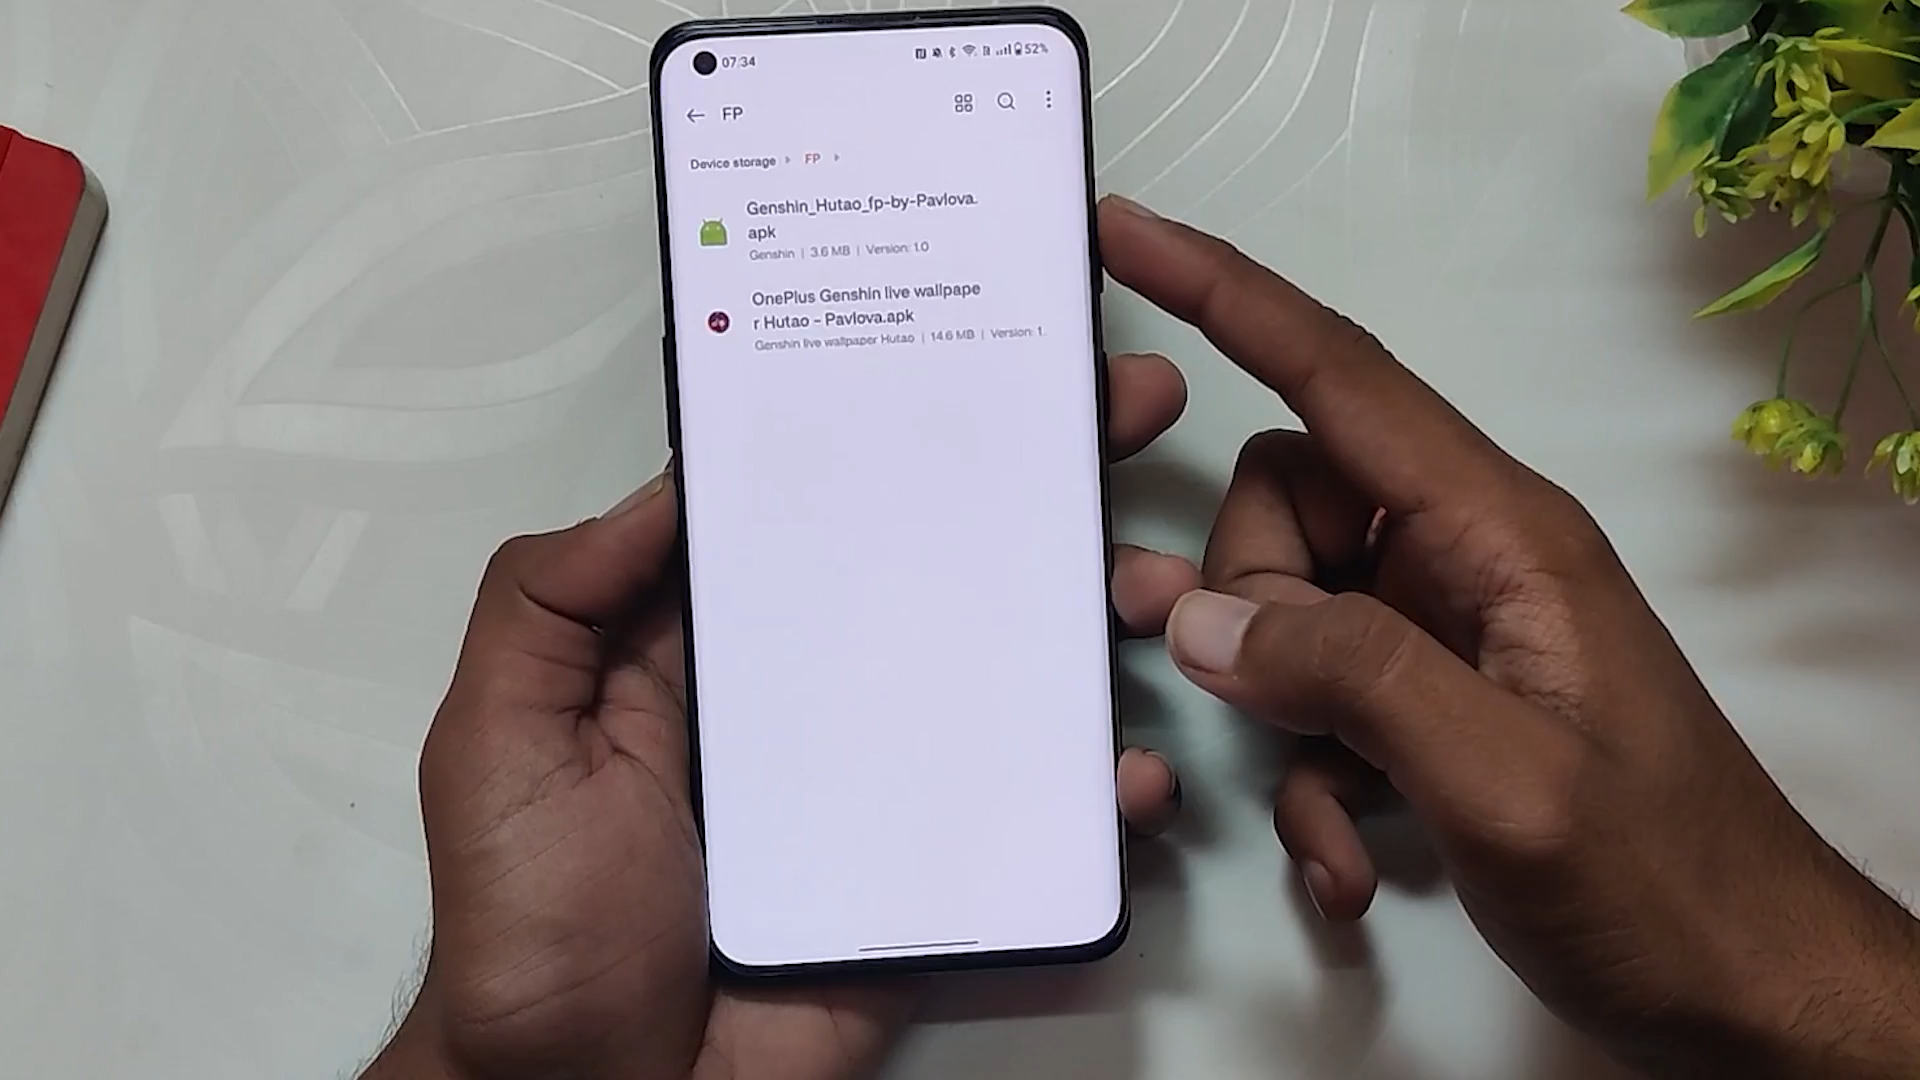 07:34
52%
FP
Device storage
FP
Genshin_Hutao_fp-by-Pavlova.
apk
Genshin | 3.6 MB | Version: 1.0
OnePlus Genshin live wallpape
r Hutao - Pavlova.apk
Genshin live wallpaper Hutao | 14.6 MB | Version: 1.